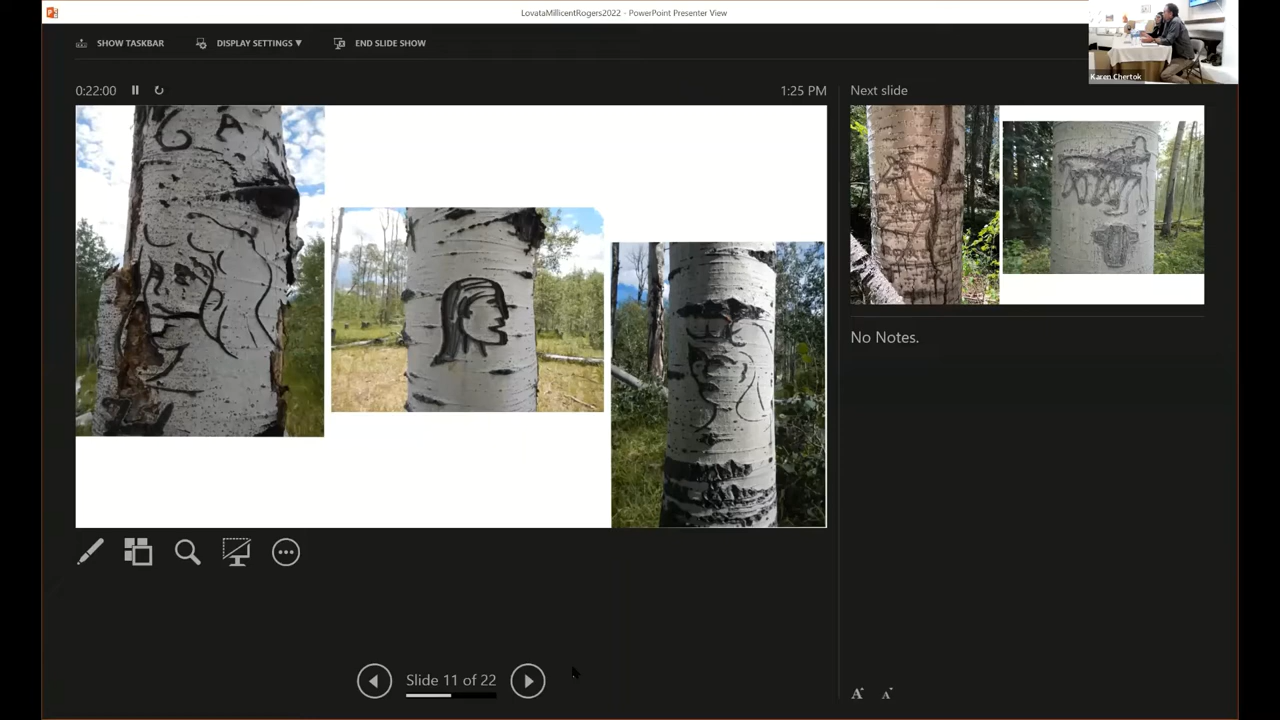 LovataMillicentRogers2022 - PowerPoint Presenter View
SHOW TASKBAR
DISPLAY SETTINGS ▼
END SLIDE SHOW
Karen Chertok
0:22:00
1:25 PM
Next slide
No Notes.
Slide 11 of 22
A A